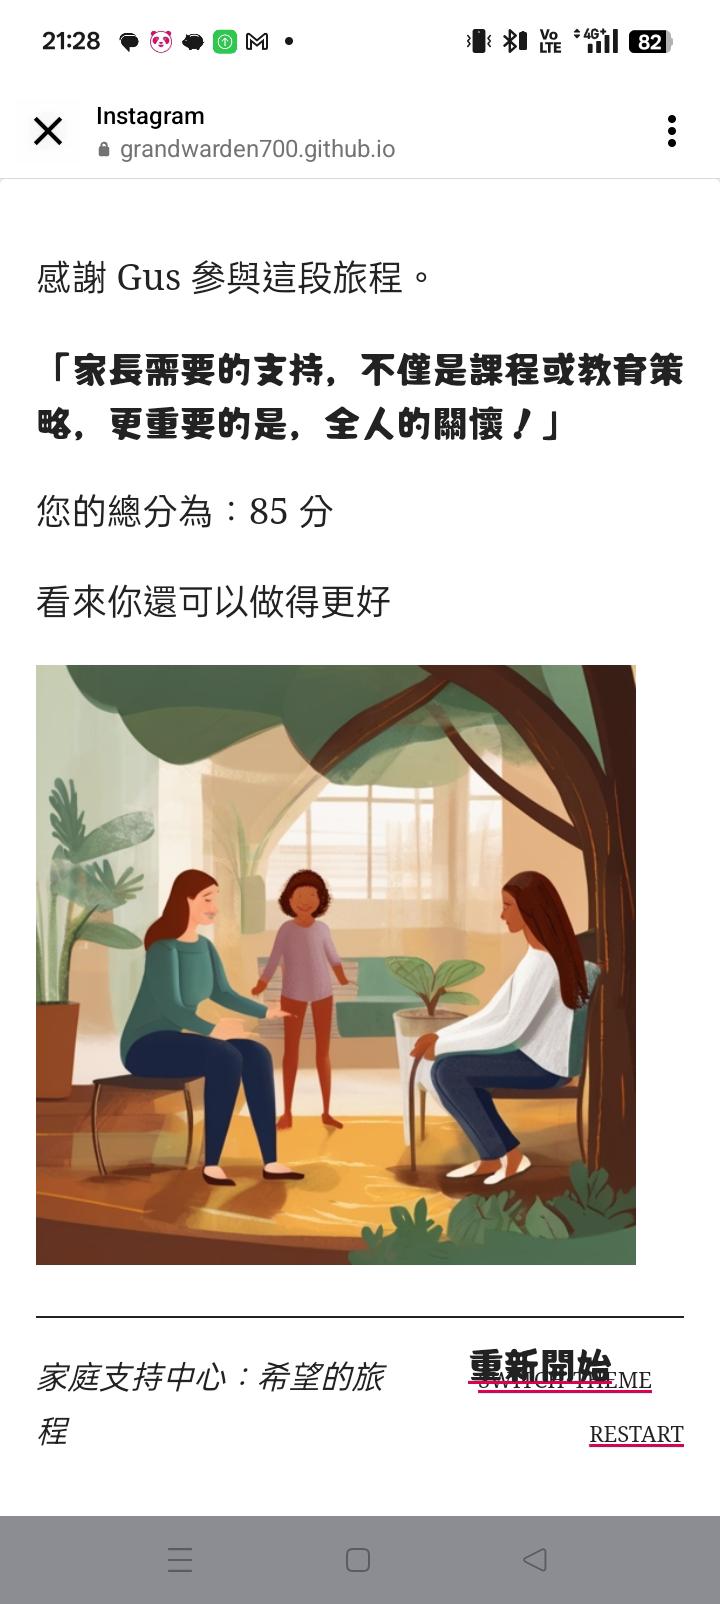 21:28
Vo
LTE
4G+
82
Instagram
grandwarden700.github.io
感謝 Gus 參與這段旅程。
「家長需要的支持，不僅是課程或教育策
略，更重要的是，全人的關懷！」
您的總分為：85 分
看來你還可以做得更好
家庭支持中心：希望的旅
程
重新開始
SWITCH THEME
RESTART